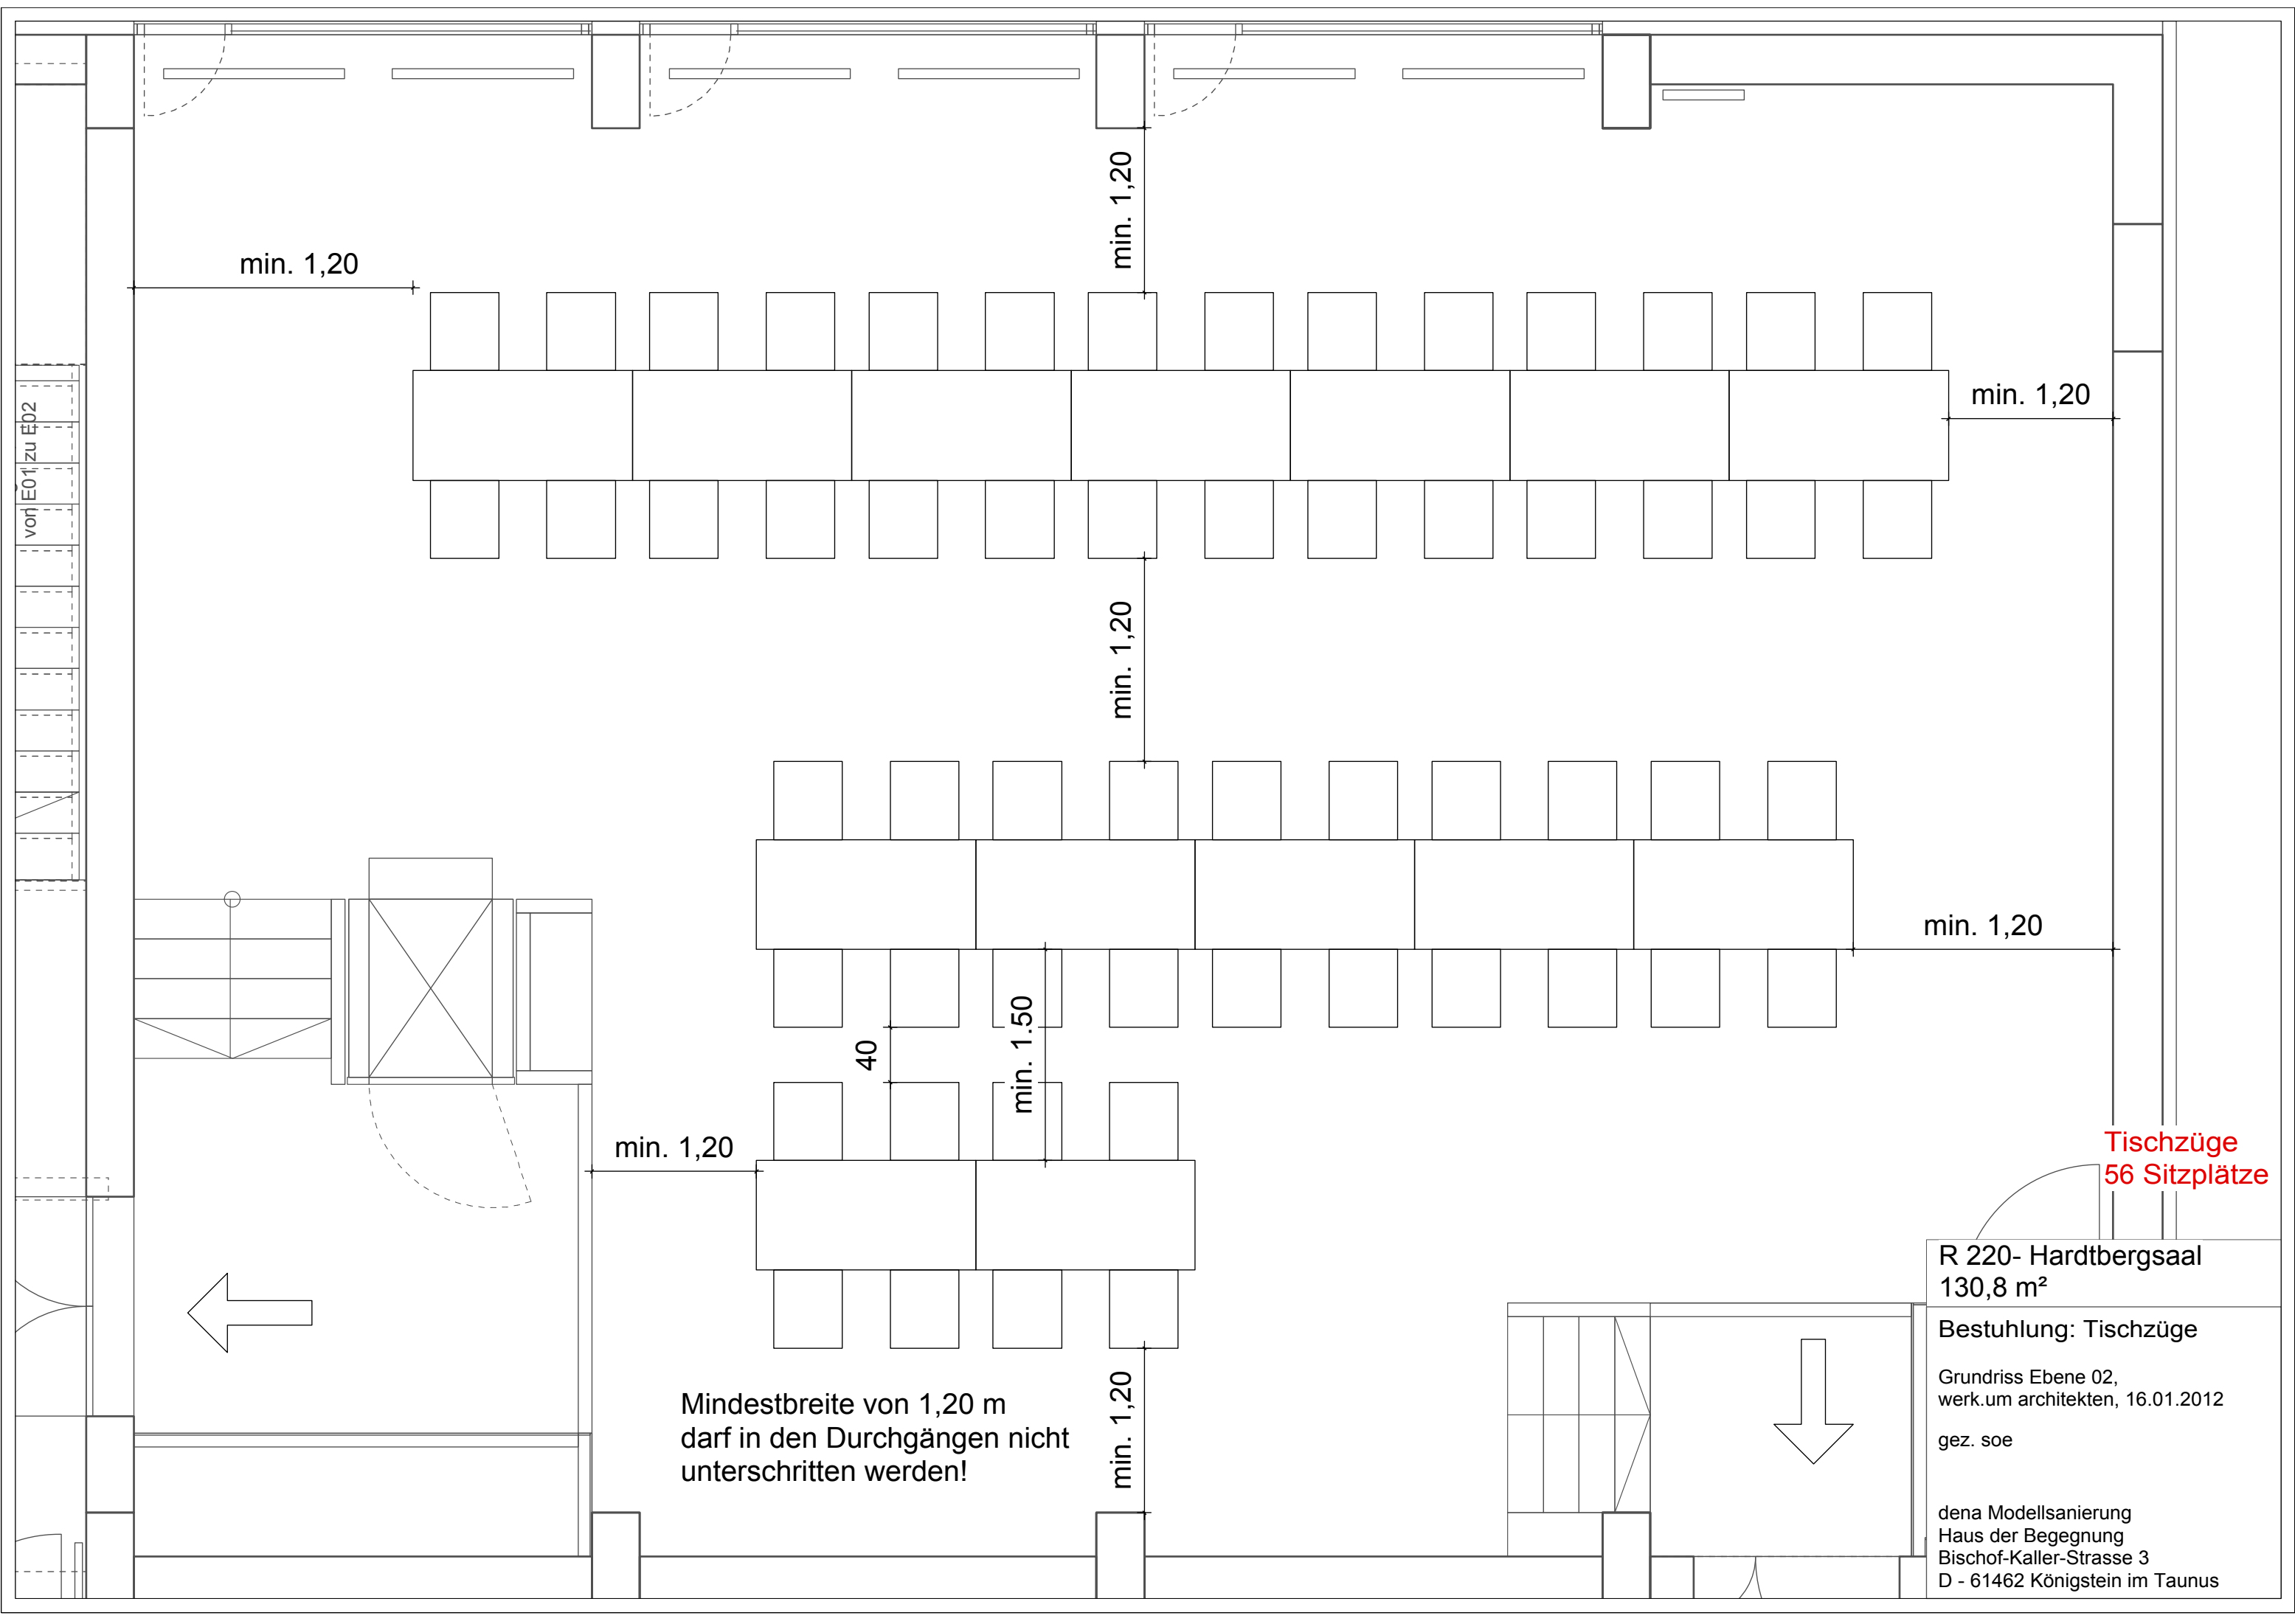 min. 1,20
min. 1,20
min. 1,20
von E01 zu E02
min. 1,20
min. 1,20
min. 1.50
40
min. 1,20
Tischzüge
56 Sitzplätze
R 220- Hardtbergsaal
130,8 m²
Bestuhlung: Tischzüge
Grundriss Ebene 02,
werk.um architekten, 16.01.2012
gez. soe
dena Modellsanierung
Haus der Begegnung
Bischof-Kaller-Strasse 3
D - 61462 Königstein im Taunus
min. 1,20
Mindestbreite von 1,20 m
darf in den Durchgängen nicht
unterschritten werden!